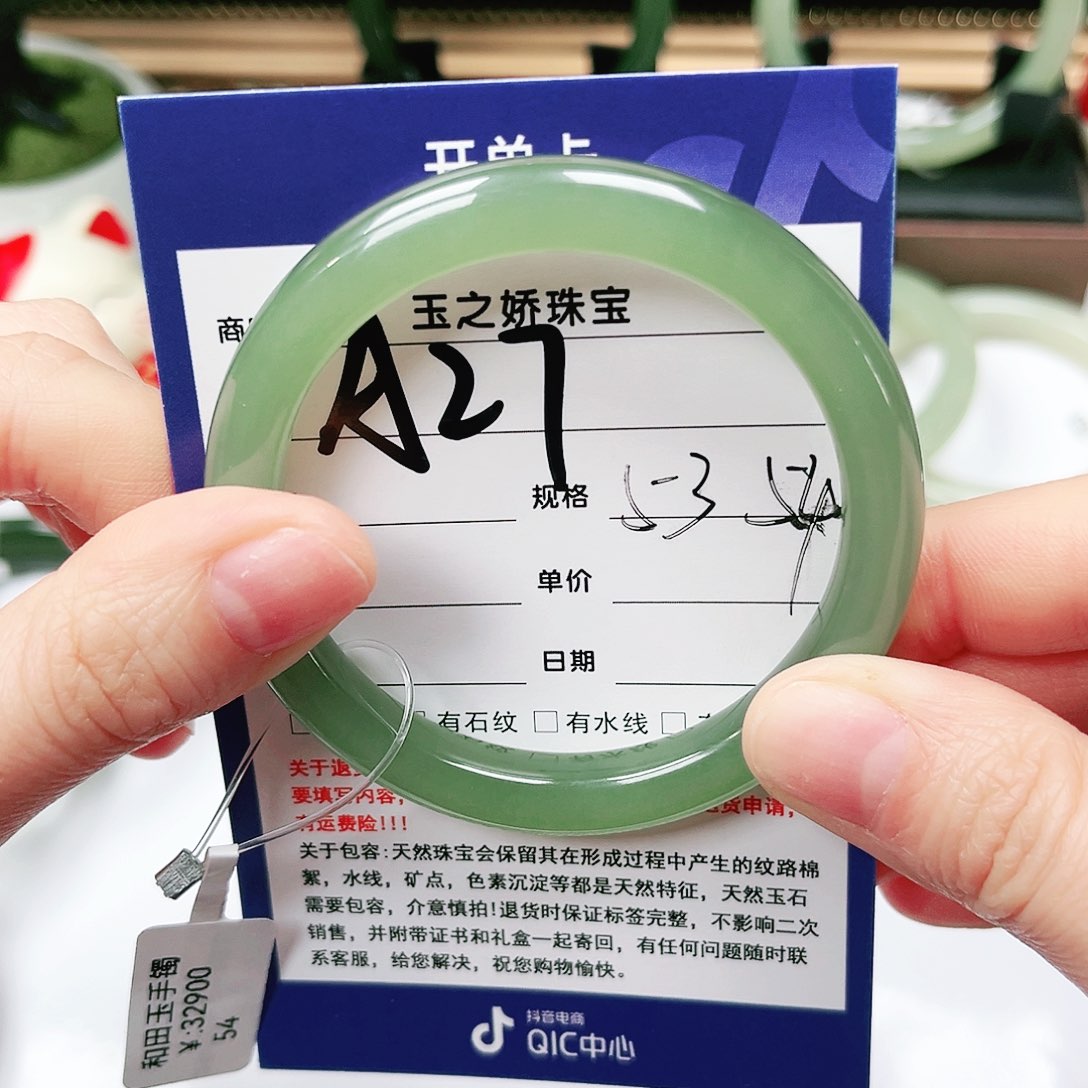 开单卡
商
玉之娇珠宝
A27
规格 53 54
单价
日期
□ 有石纹 □ 有水线 □
关于退
要填写内容,
退货申请,
有运费险!!!
关于包容:天然珠宝会保留其在形成过程中产生的纹路棉
絮,水线,矿点,色素沉淀等都是天然特征,天然玉石
需要包容,介意慎拍!退货时保证标签完整,不影响二次
销售,并附带证书和礼盒一起寄回,有任何问题随时联
系客服,给您解决,祝您购物愉快。
抖音电商
QIC中心
和田玉手镯
¥:32900
54